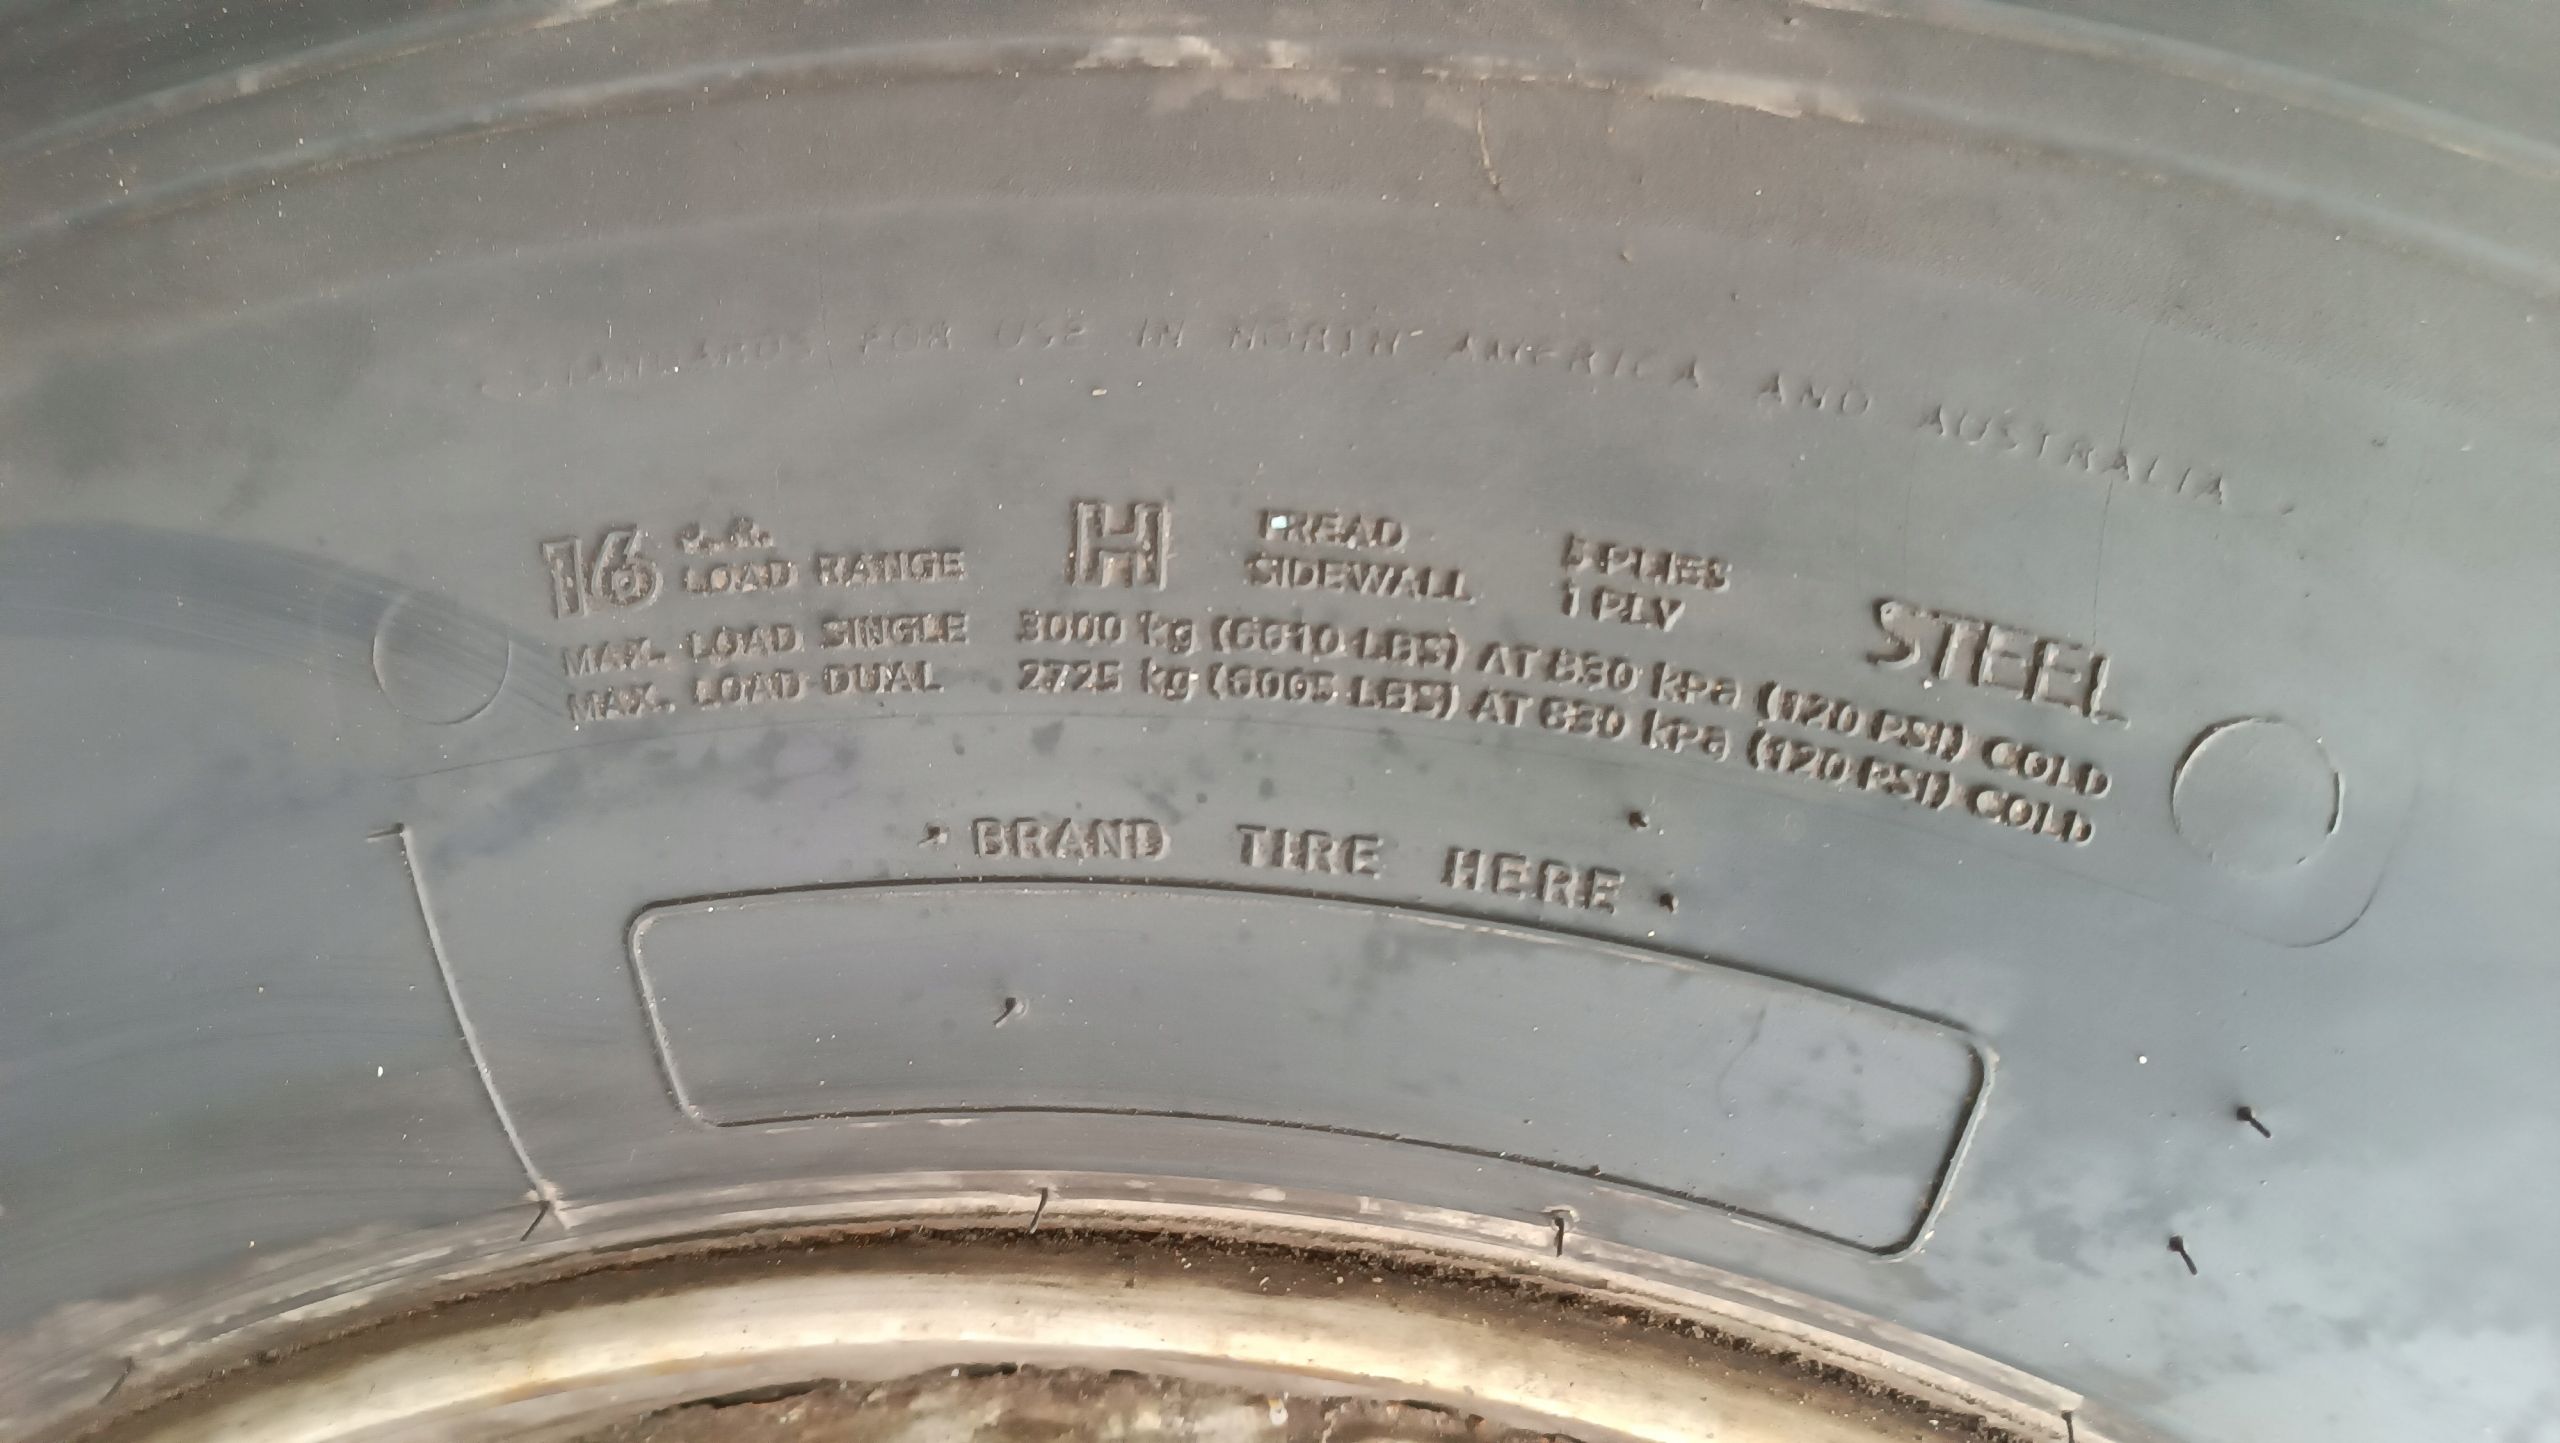 STANDARDS FOR USE IN NORTH AMERICA AND AUSTRALIA
16 P.R. LOAD RANGE H
TREAD 5 PLIES STEEL
SIDEWALL 1 PLY
MAX. LOAD SINGLE 3000 kg (6610 LBS) AT 830 kPa (120 PSI) COLD
MAX. LOAD DUAL 2725 kg (6005 LBS) AT 830 kPa (120 PSI) COLD
BRAND TIRE HERE